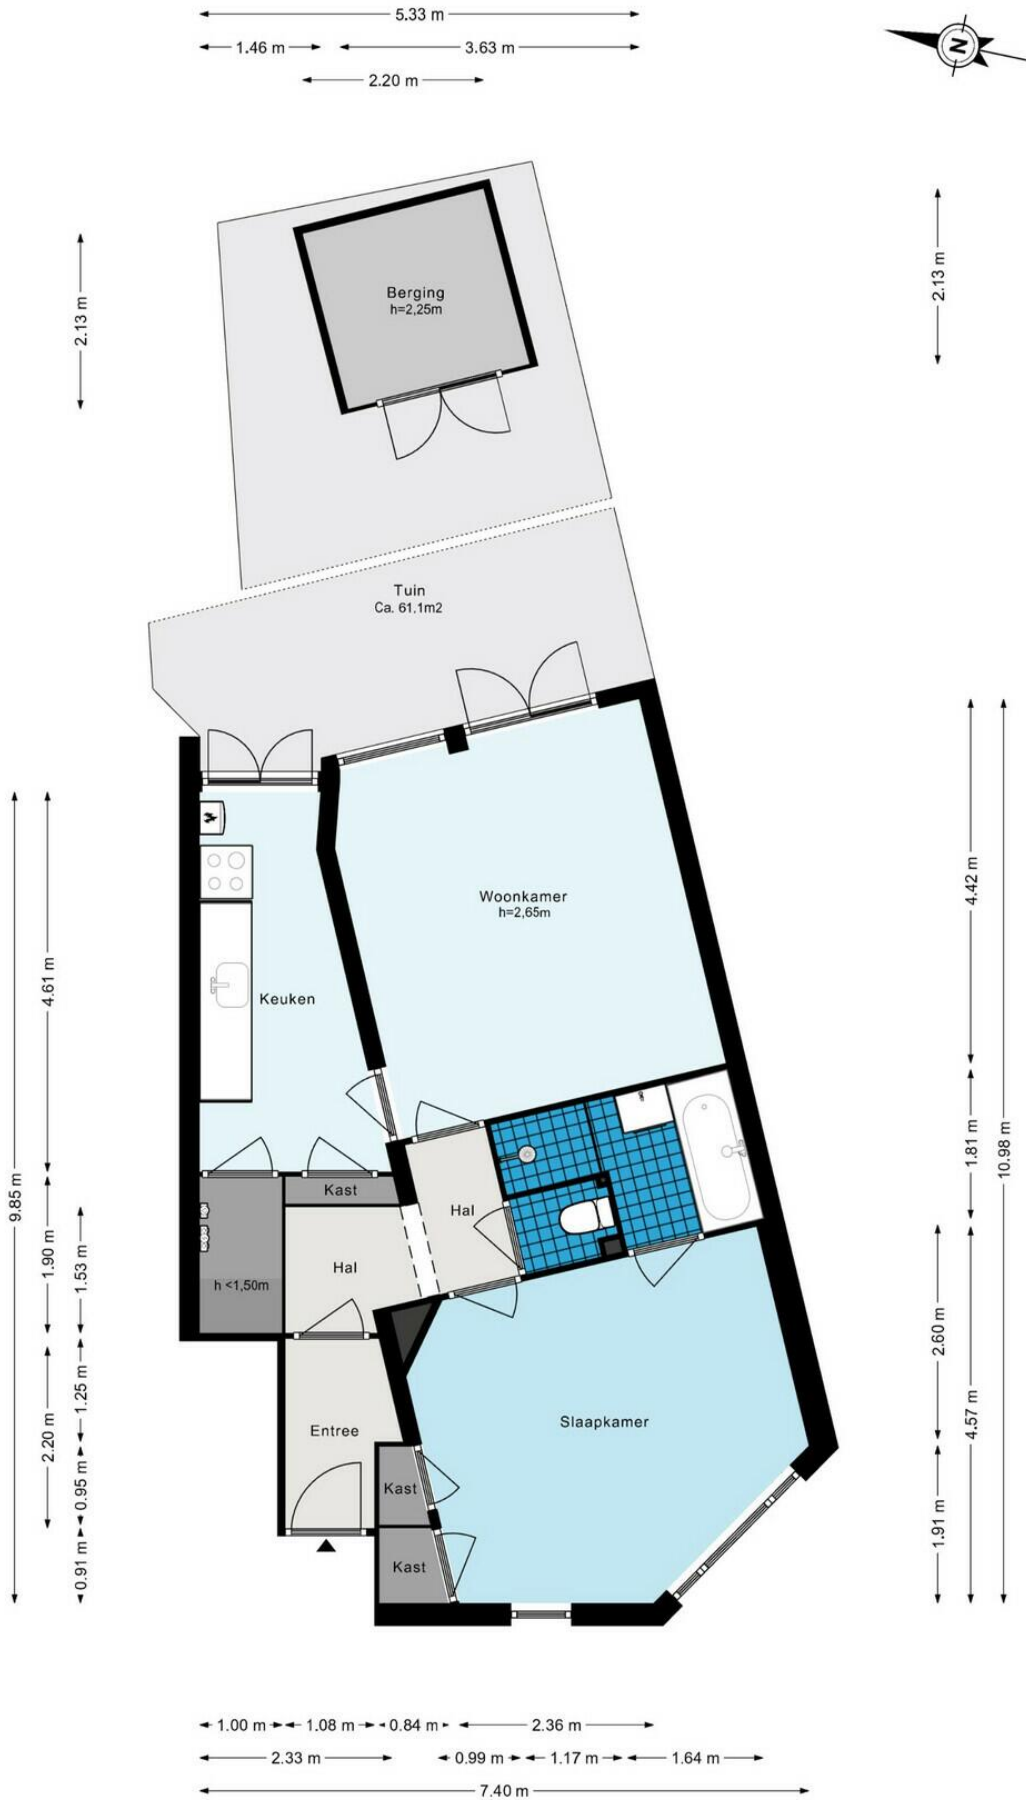 5.33 m
1.46 m
3.63 m
2.20 m
N
2.13 m
2.13 m
Berging
h=2,25m
Tuin
Ca. 61,1m2
Woonkamer
h=2,65m
Keuken
4.61 m
9.85 m
4.42 m
1.81 m
10.98 m
Kast
Hal
Hal
h <1,50m
1.90 m
1.53 m
2.60 m
4.57 m
Slaapkamer
Entree
1.25 m
2.20 m
0.95 m
Kast
1.91 m
Kast
0.91 m
1.00 m
1.08 m
0.84 m
2.36 m
2.33 m
0.99 m
1.17 m
1.64 m
7.40 m